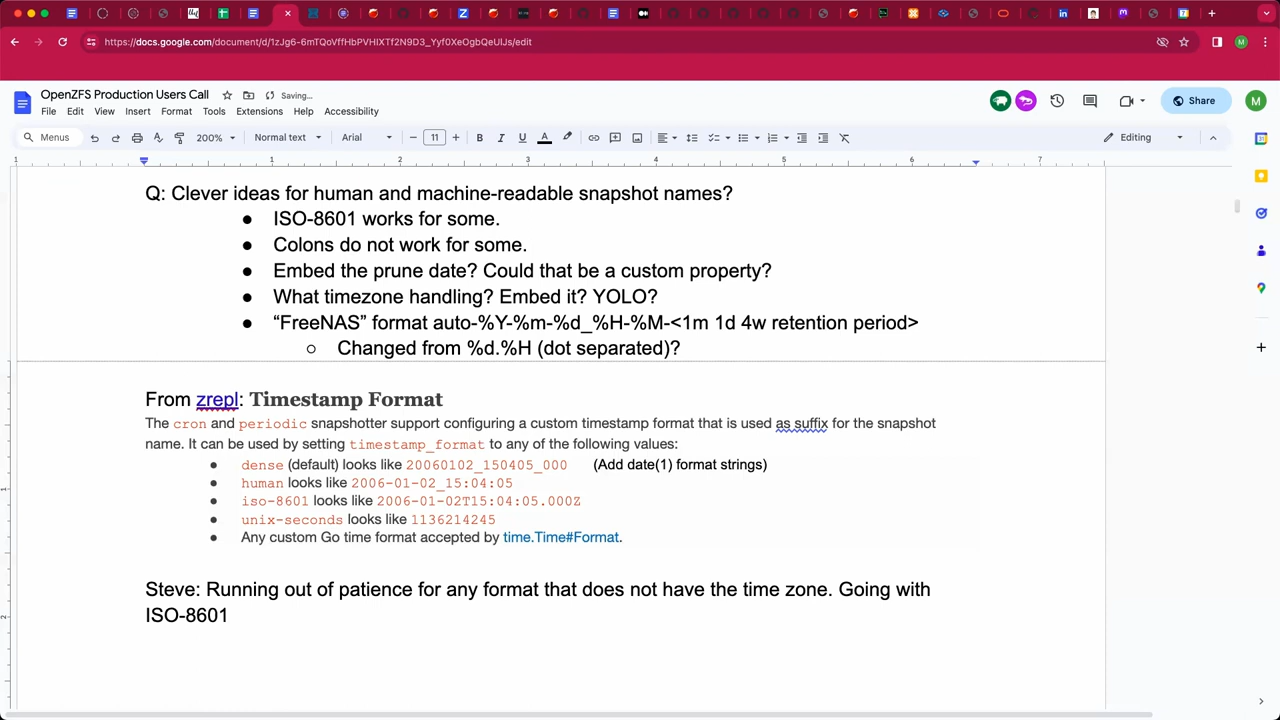 https://docs.google.com/document/d/1zJg6-6mTQoVffHbPVHIXTf2N9D3_Yyf0XeOgbQeUIJs/edit
OpenZFS Production Users Call
Saving…
File Edit View Insert Format Tools Extensions Help Accessibility
Share
M
Menus
200%
Normal text
Arial
11
Editing
1 1 2 3 4 5 6 7
Q: Clever ideas for human and machine-readable snapshot names?
● ISO-8601 works for some.
● Colons do not work for some.
● Embed the prune date? Could that be a custom property?
● What timezone handling? Embed it? YOLO?
● “FreeNAS” format auto-%Y-%m-%d_%H-%M-<1m 1d 4w retention period>
○ Changed from %d.%H (dot separated)?
From zrepl: Timestamp Format
The cron and periodic snapshotter support configuring a custom timestamp format that is used as suffix for the snapshot
name. It can be used by setting timestamp_format to any of the following values:
● dense (default) looks like 20060102_150405_000 (Add date(1) format strings)
● human looks like 2006-01-02_15:04:05
● iso-8601 looks like 2006-01-02T15:04:05.000Z
● unix-seconds looks like 1136214245
● Any custom Go time format accepted by time.Time#Format.
Steve: Running out of patience for any format that does not have the time zone. Going with
ISO-8601